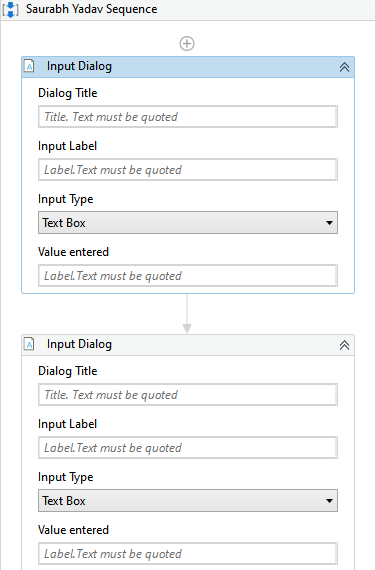 Saurabh Yadav Sequence
Input Dialog
Dialog Title
Title. Text must be quoted
Input Label
Label.Text must be quoted
Input Type
Text Box
Value entered
Label.Text must be quoted
Input Dialog
Dialog Title
Title. Text must be quoted
Input Label
Label.Text must be quoted
Input Type
Text Box
Value entered
Label.Text must be quoted